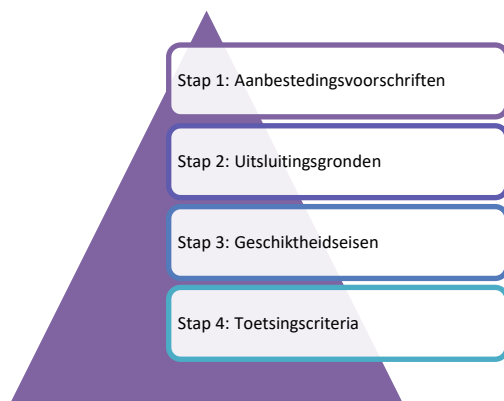 Stap 1: Aanbestedingsvoorschriften
Stap 2: Uitsluitingsgronden
Stap 3: Geschiktheidseisen
Stap 4: Toetsingscriteria